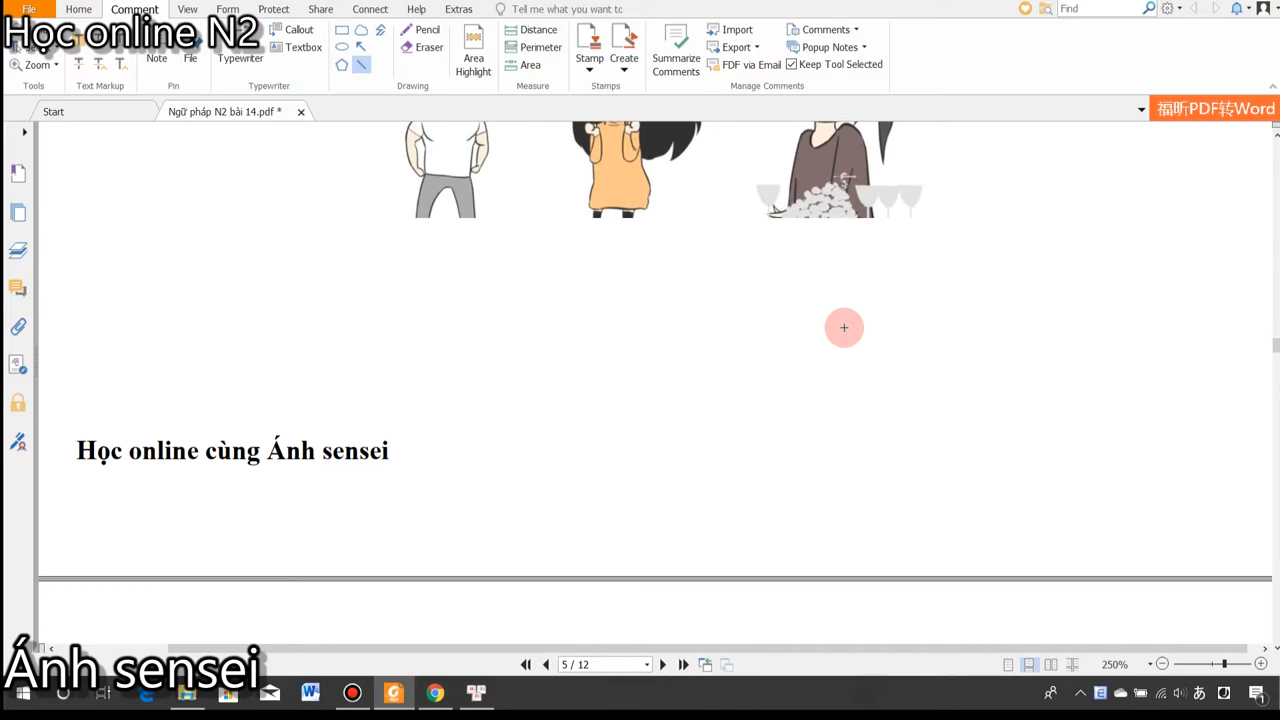 File Home Comment View Form Protect Share Connect Help Extras Tell me what you want tc Find
Học online N2
Zoom
Tools
Text Markup
Note
File
Pin
Typewriter
Callout
Textbox
Typewriter
Pencil
Eraser
Drawing
Area
Highlight
Distance
Perimeter
Area
Measure
Stamp
Create
Stamps
Summarize
Comments
Import
Export
FDF via Email
Comments
Popup Notes
Keep Tool Selected
Manage Comments
Start
Ngữ pháp N2 bài 14.pdf *
福昕PDF转Word
Học online cùng Ánh sensei
5 / 12
250%
Ánh sensei
あ